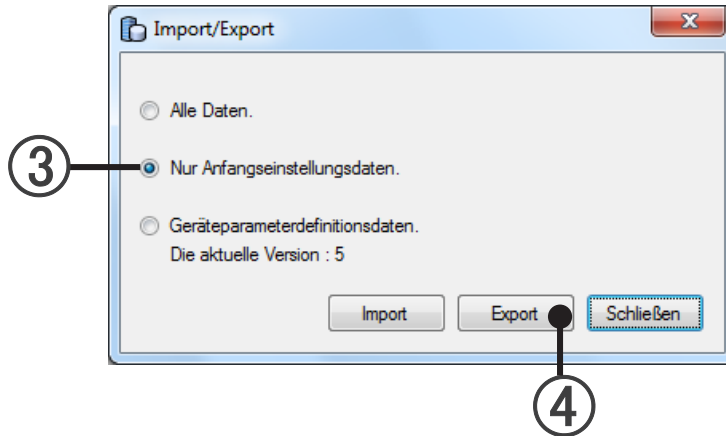 Import/Export
Alle Daten.
③
Nur Anfangseinstellungsdaten.
Geräteparameterdefinitionsdaten.
Die aktuelle Version : 5
Import
Export
Schließen
④